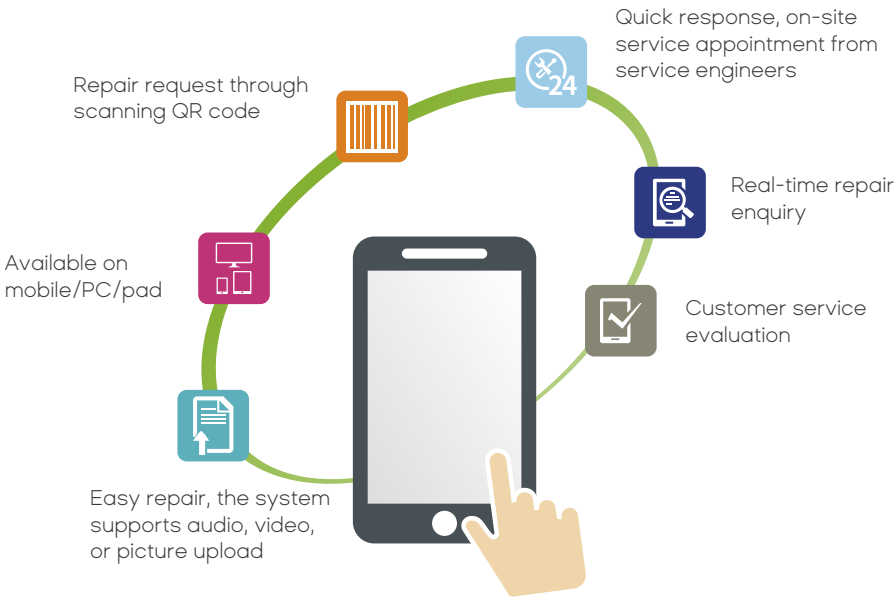 Quick response, on-site
service appointment from
service engineers
24
Repair request through
scanning QR code
Real-time repair
enquiry
Available on
mobile/PC/pad
Customer service
evaluation
Easy repair, the system
supports audio, video,
or picture upload